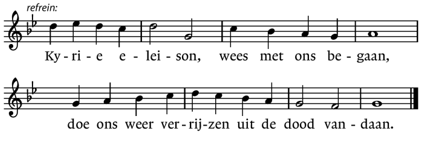 refrein:
Ky - ri - e e - lei - son, wees met ons be - gaan,
doe ons weer ver - rij - zen uit de dood van - daan.